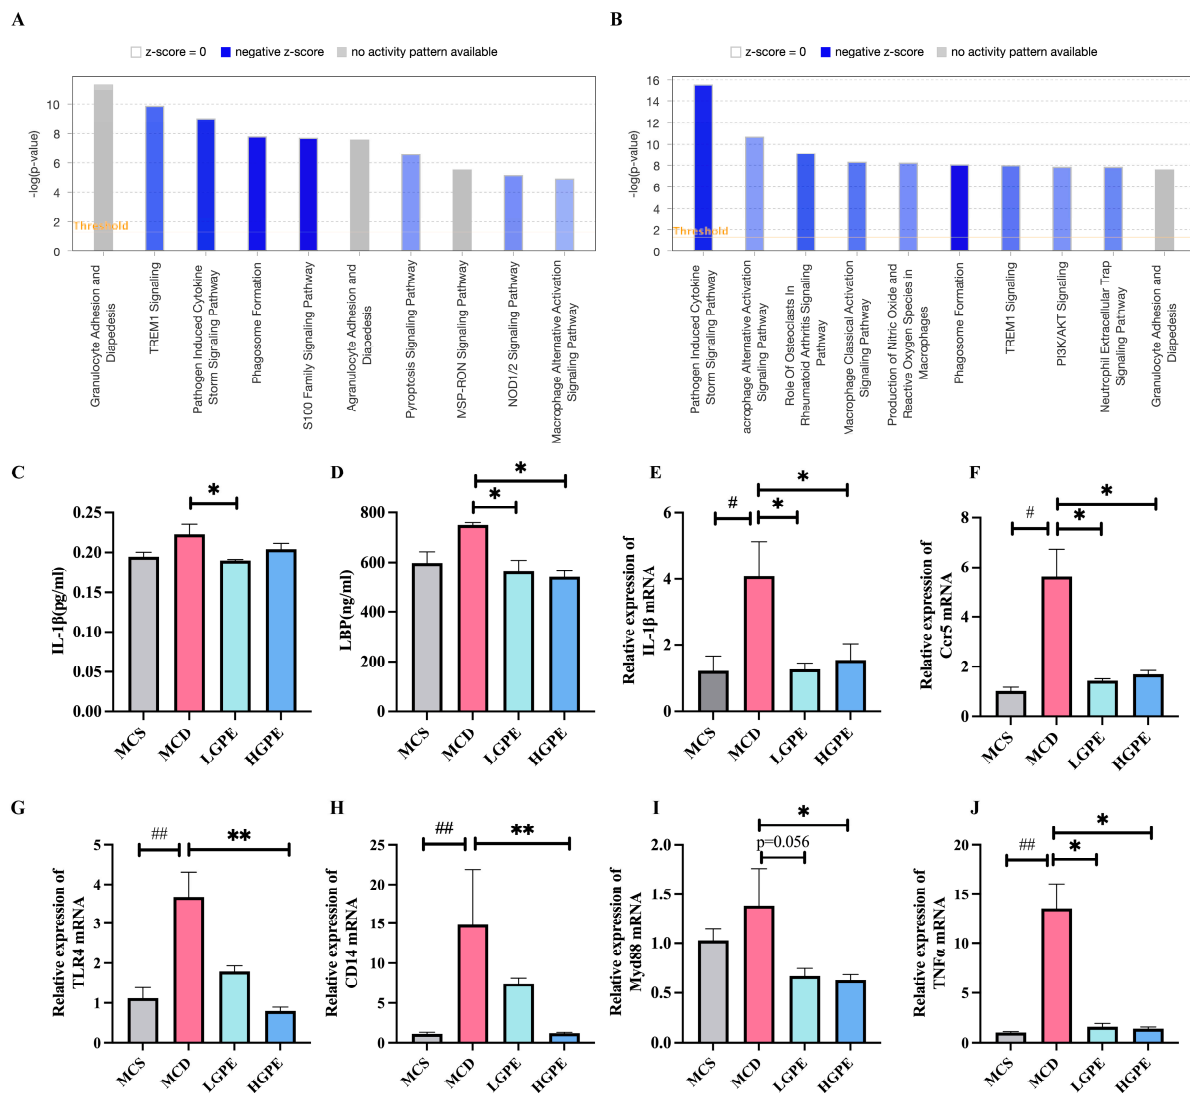 A
z-score = 0 negative z-score no activity pattern available
-log(p-value)
10
8
6
4
2
0
Threshold
Granulocyte Adhesion and
Diapedesis
TREM1 Signaling
Pathogen Induced Cytokine
Storm Signaling Pathway
Phagosome Formation
S100 Family Signaling Pathway
Agranulocyte Adhesion and
Diapedesis
Pyroptosis Signaling Pathway
MSP-RON Signaling Pathway
NOD1/2 Signaling Pathway
Macrophage Alternative Activation
Signaling Pathway
B
z-score = 0 negative z-score no activity pattern available
-log(p-value)
16
14
12
10
8
6
4
2
0
Threshold
Pathogen Induced Cytokine
Storm Signaling Pathway
acrophage Alternative Activation
Signaling Pathway
Role Of Osteoclasts In
Rheumatoid Arthritis Signaling
Pathway
Macrophage Classical Activation
Signaling Pathway
Production of Nitric Oxide and
Reactive Oxygen Species in
Macrophages
Phagosome Formation
TREM1 Signaling
PI3K/AKT Signaling
Neutrophil Extracellular Trap
Signaling Pathway
Granulocyte Adhesion and
Diapedesis
C
*
IL-1β(pg/ml)
0.25
0.20
0.15
0.10
0.05
0.00
MCS MCD LGPE HGPE
D
*
*
LBP(ng/ml)
800
600
400
200
0
MCS MCD LGPE HGPE
E
*
# *
Relative expression of
IL-1β mRNA
6
4
2
0
MCS MCD LGPE HGPE
F
*
# *
Relative expression of
Ccr5 mRNA
8
6
4
2
0
MCS MCD LGPE HGPE
G
## **
Relative expression of
TLR4 mRNA
5
4
3
2
1
0
MCS MCD LGPE HGPE
H
## **
Relative expression of
CD14 mRNA
25
20
15
10
5
0
MCS MCD LGPE HGPE
I
*
p=0.056
Relative expression of
Myd88 mRNA
2.0
1.5
1.0
0.5
0.0
MCS MCD LGPE HGPE
J
*
## *
Relative expression of
TNFα mRNA
20
15
10
5
0
MCS MCD LGPE HGPE